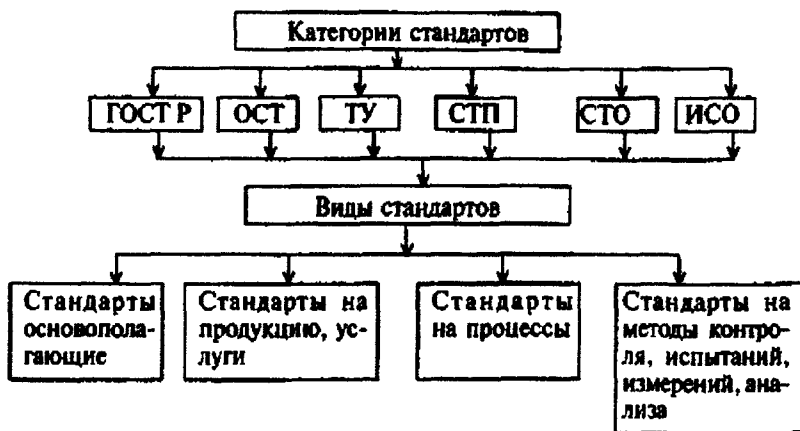 Категории стандартов
ГОСТ Р ОСТ ТУ СТП СТО ИСО
Виды стандартов
Стандарты
основопола-
гающие
Стандарты на
продукцию, ус-
луги
Стандарты
на процессы
Стандарты на
методы контро-
ля, испытаний,
измерений, ана-
лиза